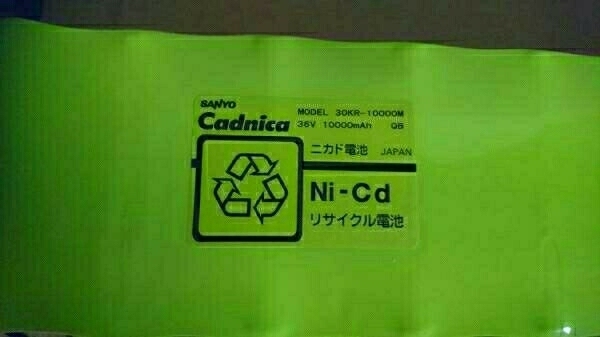 SANYO
Cadnica
MODEL 30KR-10000M
36V 10000mAh QB
ニカド電池 JAPAN
Ni-Cd
リサイクル電池